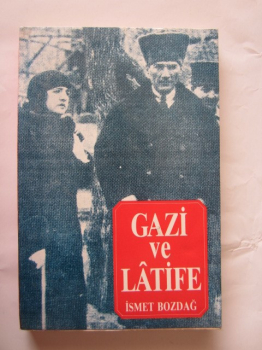 GAZİ
ve
LÂTİFE
İSMET BOZDAĞ